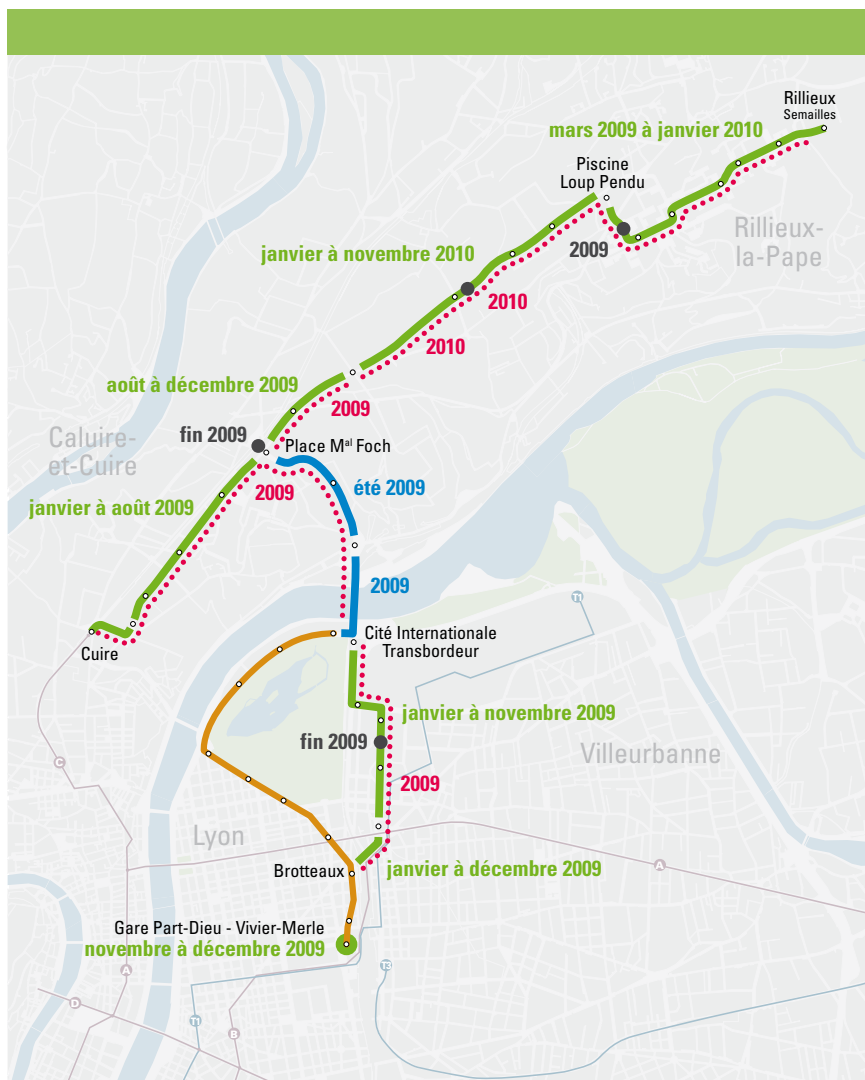 Rillieux
Semailles
mars 2009 à janvier 2010
Piscine
Loup Pendu
Rillieux-
la-Pape
2009
janvier à novembre 2010
2010
2010
août à décembre 2009
2009
fin 2009
Place Mal Foch
Caluire-
et-Cuire
2009
été 2009
janvier à août 2009
2009
T1
Cité Internationale
Transbordeur
Cuire
janvier à novembre 2009
fin 2009
Villeurbanne
C
2009
Lyon
A
Brotteaux
janvier à décembre 2009
Gare Part-Dieu - Vivier-Merle
novembre à décembre 2009
A
T3
D
T1
B